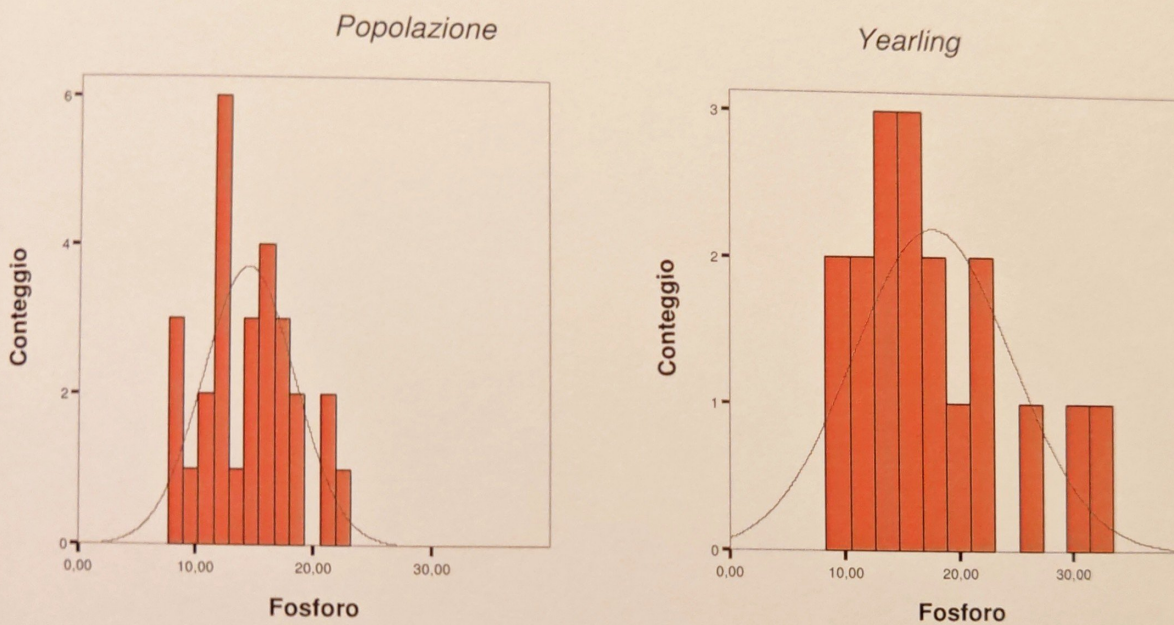 Popolazione
6
4
2
0
Conteggio
0,00 10,00 20,00 30,00
Fosforo
Yearling
3
2
1
0
Conteggio
0,00 10,00 20,00 30,00
Fosforo